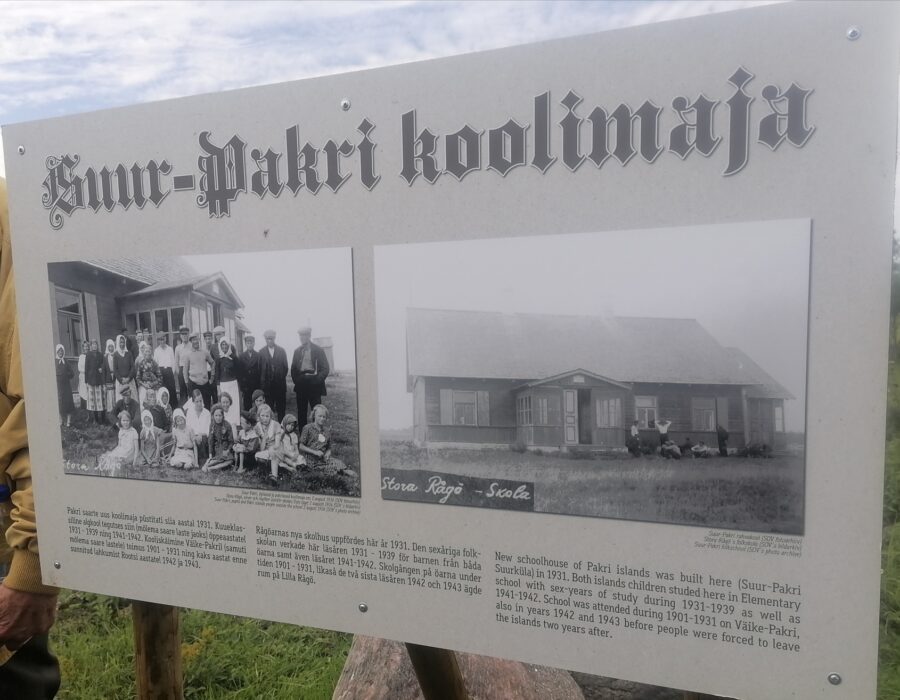 Suur-Pakri koolimaja
Stora Rågö
Stora Rågö - Skola
Pakri saarte uus koolimaja püstitati siia aastal 1931. Kuueklas-
siline algkool tegutses siin (mõlema saare laste jaoks) õppeaastatel
1931 - 1939 ning 1941-1942. Kooliskäimine Väike-Pakril (samuti
mõlema saare lastele) toimus 1901 - 1931 ning kaks aastat enne
sunnitud lahkumist Rootsi aastatel 1942 ja 1943.
Rågöarnas nya skolhus uppfördes här år 1931. Den sexåriga folk-
skolan verkade här läsåren 1931 - 1939 för barnen från båda
öarna samt även läsåret 1941-1942. Skolgången på öarna under
tiden 1901 - 1931, likaså de två sista läsåren 1942 och 1943 ägde
rum på Lilla Rågö.
New schoolhouse of Pakri islands was built here (Suur-Pakri
Suurküla) in 1931. Both islands children studed here in Elementary
school with sex-years of study during 1931-1939 as well as
1941-1942. School was attended during 1901-1931 on Väike-Pakri,
also in years 1942 and 1943 before people were forced to leave
the islands two years after.